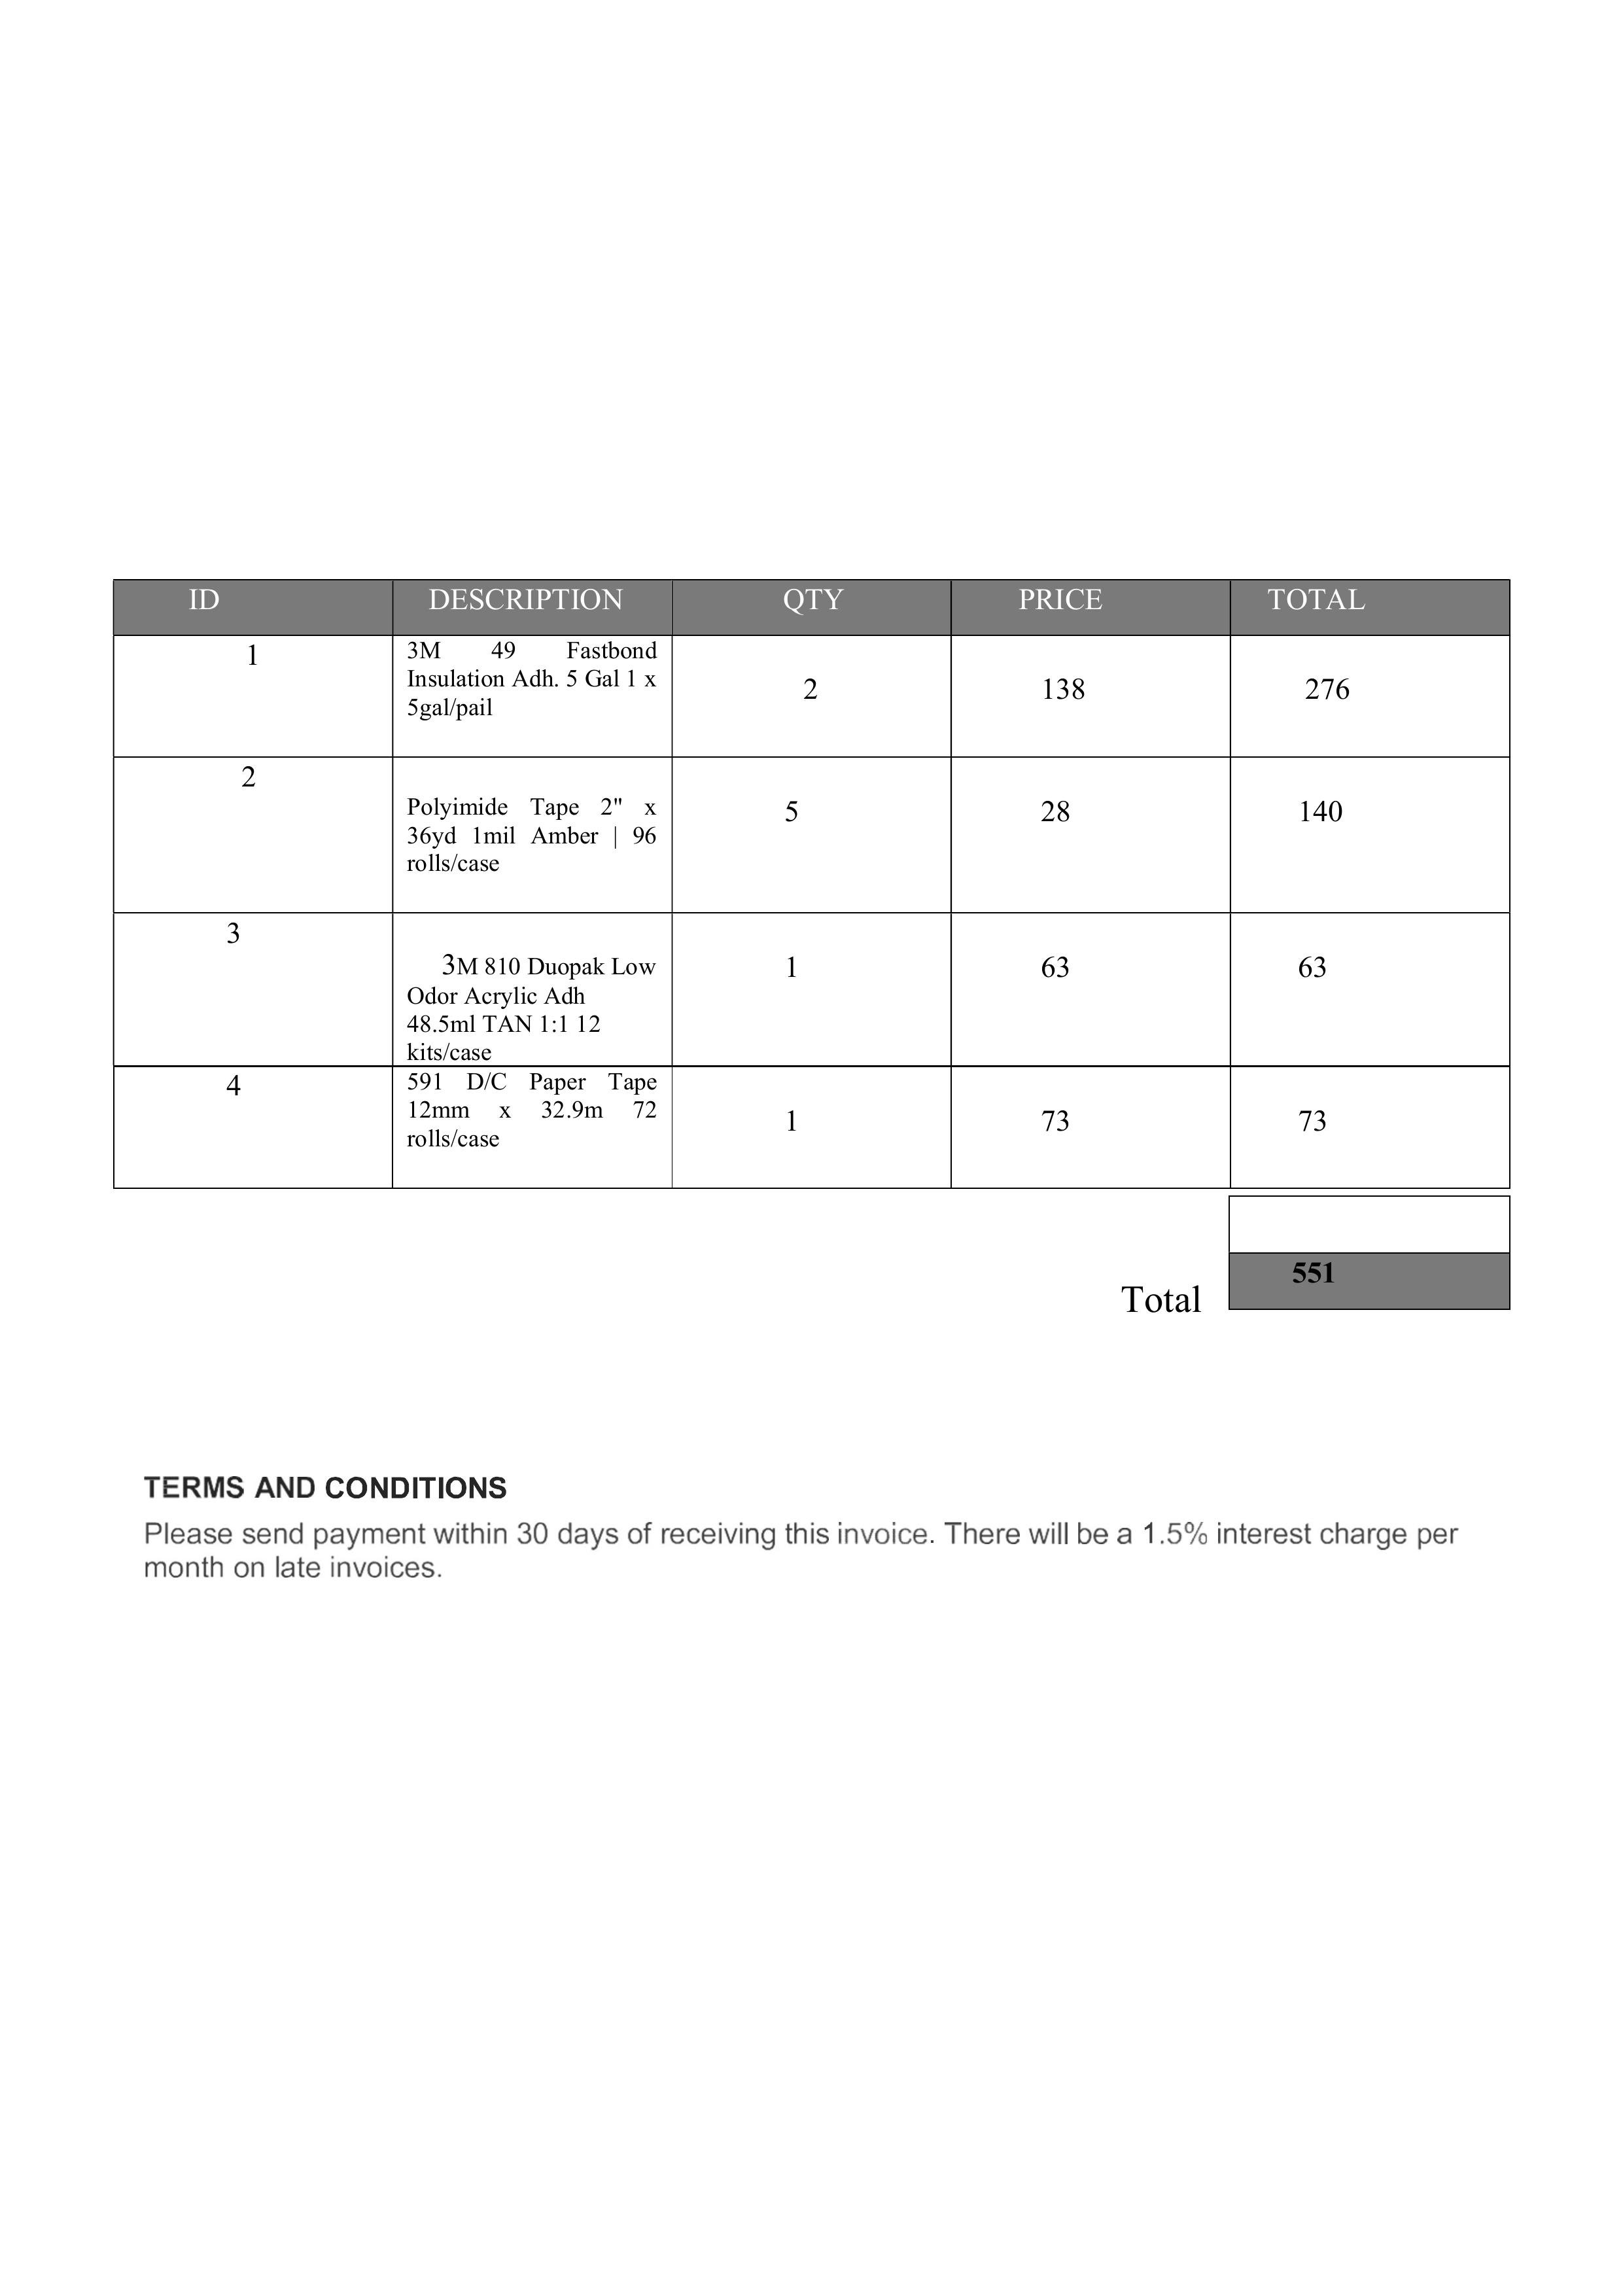 ID DESCRIPTION QTY PRICE TOTAL
1 3M 49 Fastbond
Insulation Adh. 5 Gal 1 x
5gal/pail
2 138 276
2
Polyimide Tape 2" x
36yd 1mil Amber | 96
rolls/case
5 28 140
3
3M 810 Duopak Low
Odor Acrylic Adh
48.5ml TAN 1:1 12
kits/case
1 63 63
4 591 D/C Paper Tape
12mm x 32.9m 72
rolls/case
1 73 73
Total 551
TERMS AND CONDITIONS
Please send payment within 30 days of receiving this invoice. There will be a 1.5% interest charge per
month on late invoices.